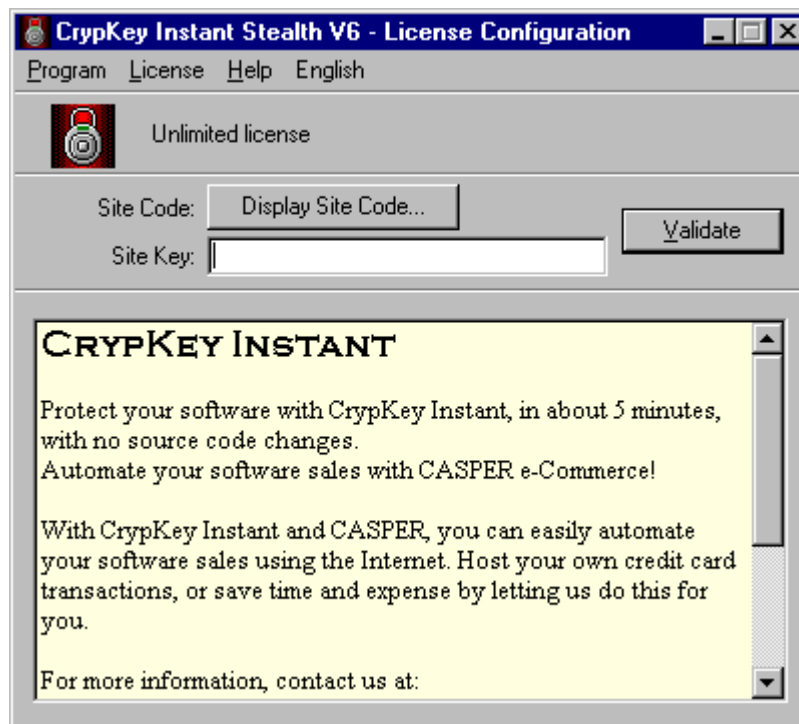 CrypKey Instant Stealth V6 - License Configuration
Program License Help English
Unlimited license
Site Code: Display Site Code...
Validate
Site Key:
CRYPKEY INSTANT
Protect your software with CrypKey Instant, in about 5 minutes,
with no source code changes.
Automate your software sales with CASPER e-Commerce!
With CrypKey Instant and CASPER, you can easily automate
your software sales using the Internet. Host your own credit card
transactions, or save time and expense by letting us do this for
you.
For more information, contact us at: